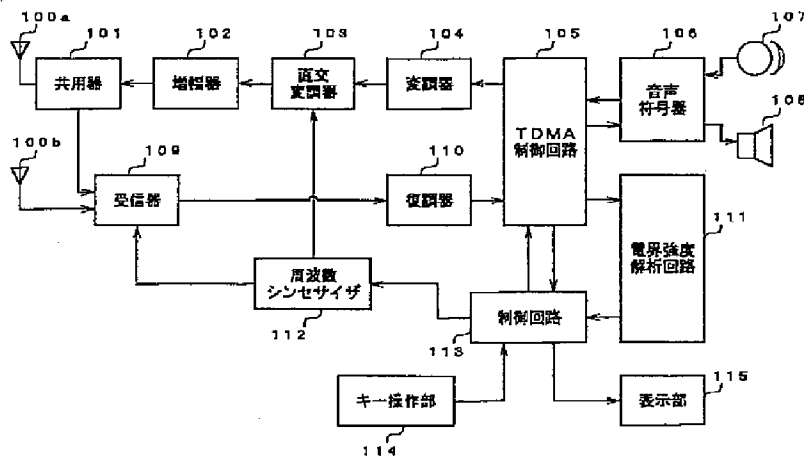 100a
101
102
103
104
105
106
107
共用器
増幅器
直交
変調器
変調器
TDMA
制御回路
音声
符号器
108
100b
109
110
受信器
復調器
111
電界強度
解析回路
周波数
シンセサイザ
112
制御回路
113
キー操作部
114
表示部
115